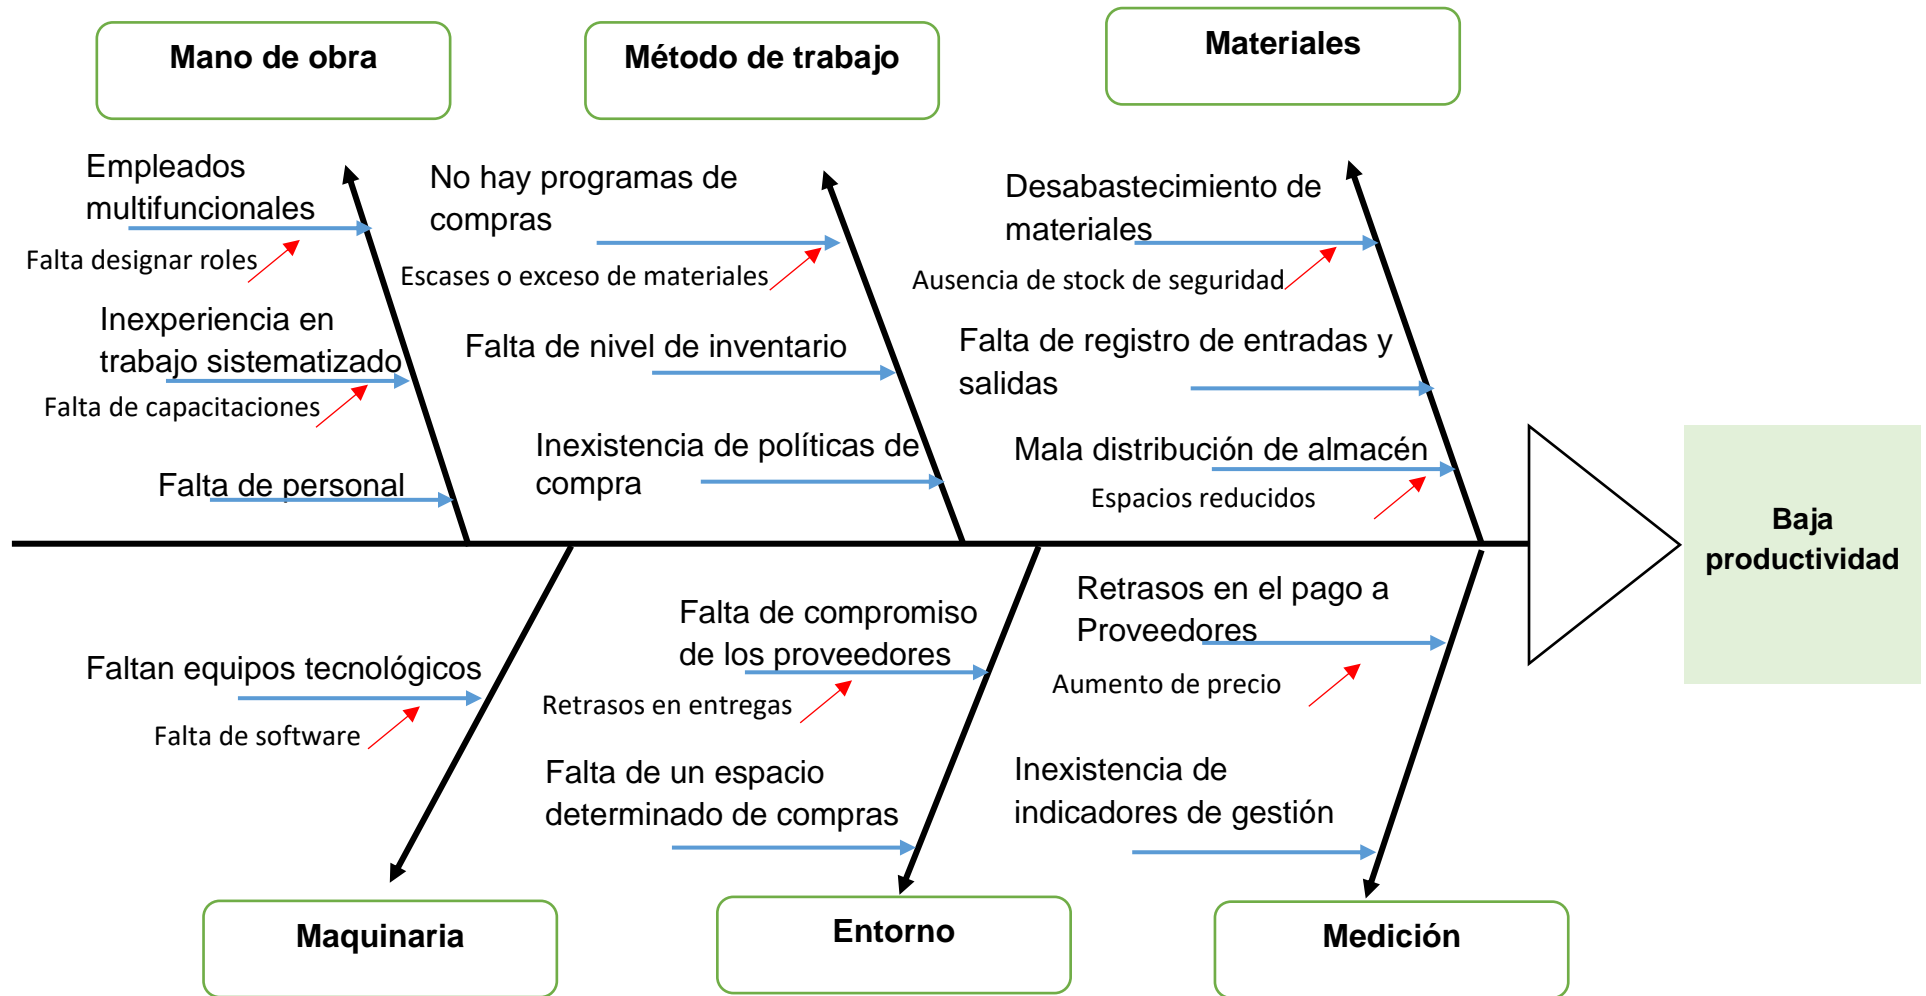 Mano de obra
Método de trabajo
Materiales
Empleados
multifuncionales
Falta designar roles
Inexperiencia en
trabajo sistematizado
Falta de capacitaciones
Falta de personal
No hay programas de
compras
Escases o exceso de materiales
Falta de nivel de inventario
Inexistencia de políticas de
compra
Desabastecimiento de
materiales
Ausencia de stock de seguridad
Falta de registro de entradas y
salidas
Mala distribución de almacén
Espacios reducidos
Baja
productividad
Faltan equipos tecnológicos
Falta de software
Falta de compromiso
de los proveedores
Retrasos en entregas
Falta de un espacio
determinado de compras
Retrasos en el pago a
Proveedores
Aumento de precio
Inexistencia de
indicadores de gestión
Maquinaria
Entorno
Medición